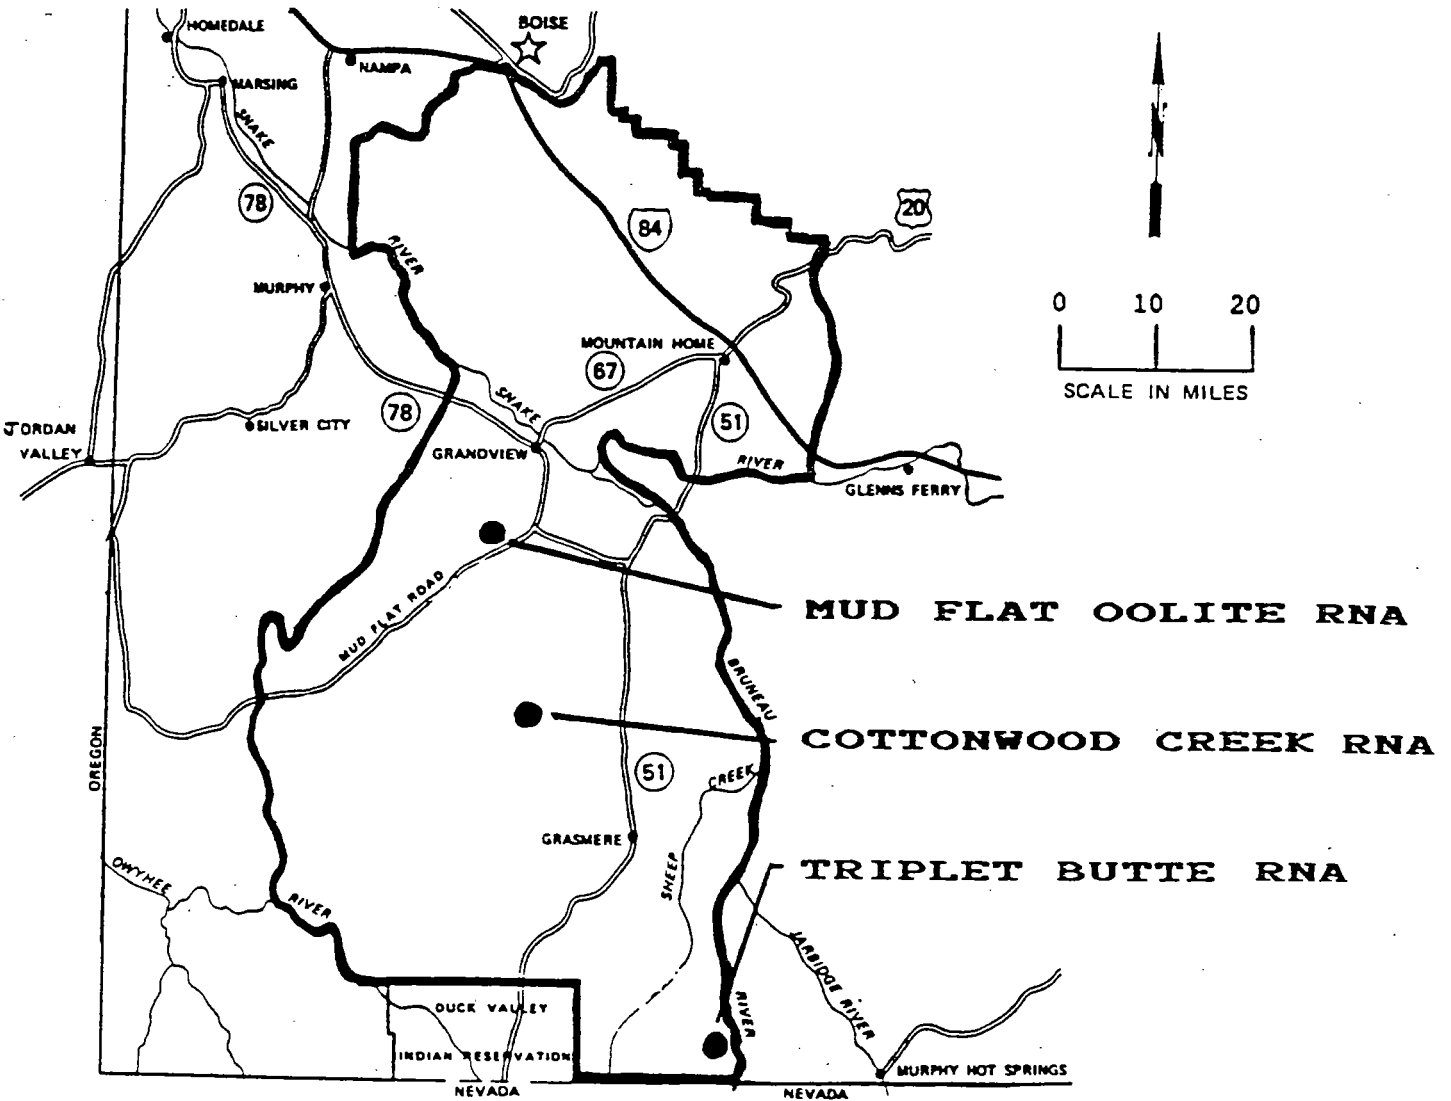 BOISE
HOMEDALE
NAMPA
MARSING
SNAKE
78
20
84
RIVER
MURPHY
0 10 20
MOUNTAIN HOME
67
SCALE IN MILES
SNAKE
78
51
JORDAN
VALLEY
SILVER CITY
GRANDVIEW
RIVER
GLENNS FERRY
MUD FLAT ROAD
MUD FLAT OOLITE RNA
BRUNEAU
COTTONWOOD CREEK RNA
OREGON
51
CREEK
GRASMERE
SHEEP
TRIPLET BUTTE RNA
OWYHEE
RIVER
JARBIDGE RIVER
DUCK VALLEY
RIVER
INDIAN RESERVATION
MURPHY HOT SPRINGS
NEVADA
NEVADA
N